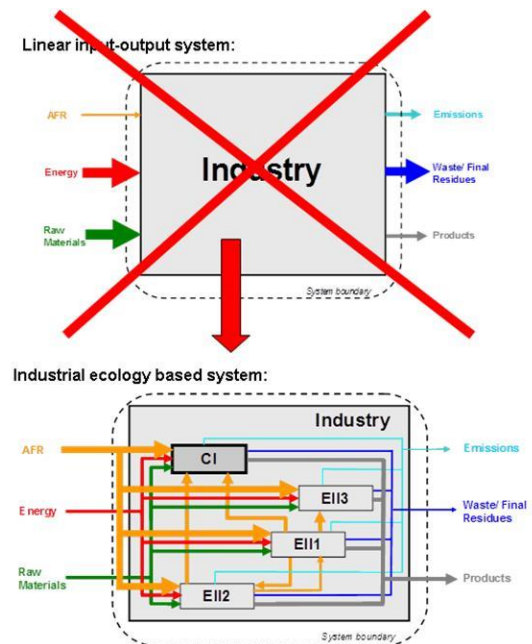 Linear input-output system:
AFR
Emissions
Industry
Energy
Waste/ Final
Residues
Raw
Materials
Products
System boundary
Industrial ecology based system:
Industry
AFR
CI
Emissions
EII3
Energy
Waste/ Final
Residues
EII1
Raw
Materials
EII2
Products
System boundary